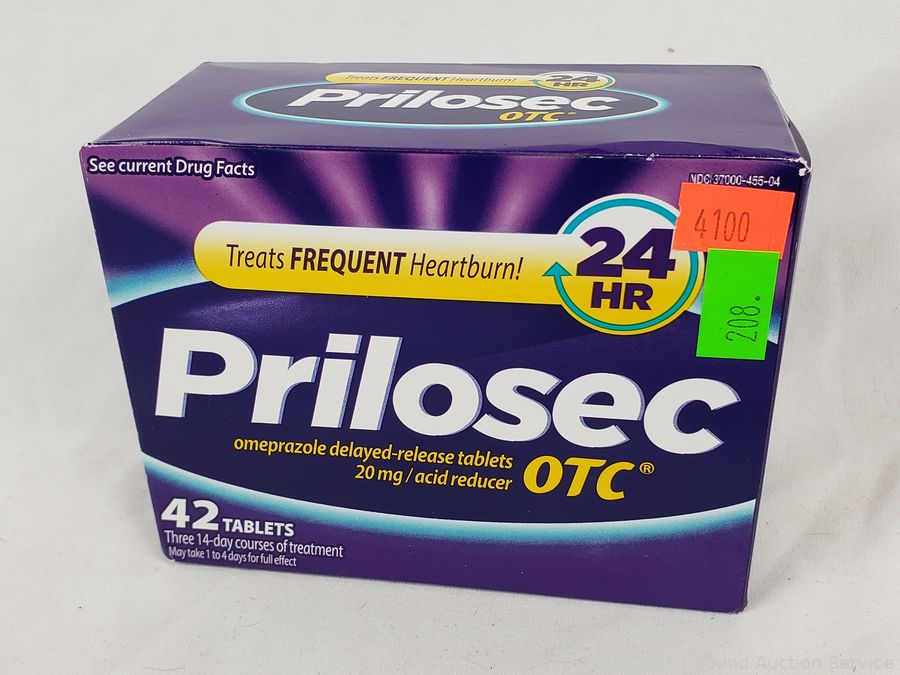 Treats FREQUENT Heartburn!
24
HR
Prilosec
OTC®
See current Drug Facts
NDC 37000-455-04
4100
Treats FREQUENT Heartburn!
24
HR
208.
Prilosec
omeprazole delayed-release tablets
20 mg / acid reducer
OTC®
42 TABLETS
Three 14-day courses of treatment
May take 1 to 4 days for full effect
Sound Auction Service